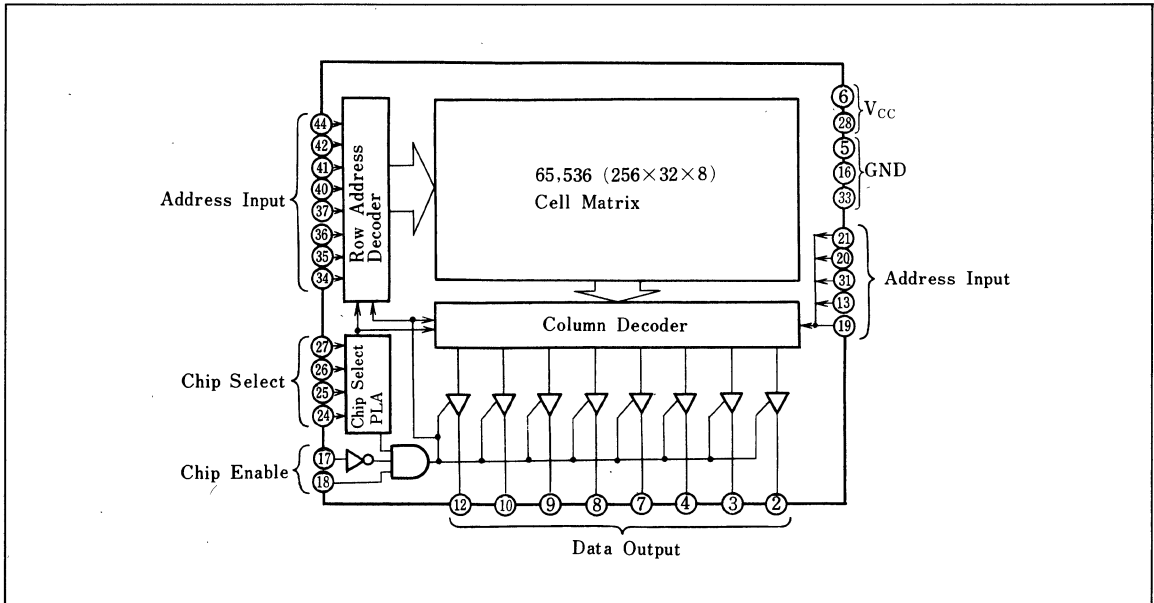 6
28
V_CC
5
16
GND
33
44
42
41
40
37
36
35
34
Address Input
Row Address
Decoder
65,536 (256×32×8)
Cell Matrix
21
20
31
13
19
Address Input
Column Decoder
27
26
25
24
Chip Select
Chip Select
PLA
17
18
Chip Enable
12 10 9 8 7 4 3 2
Data Output